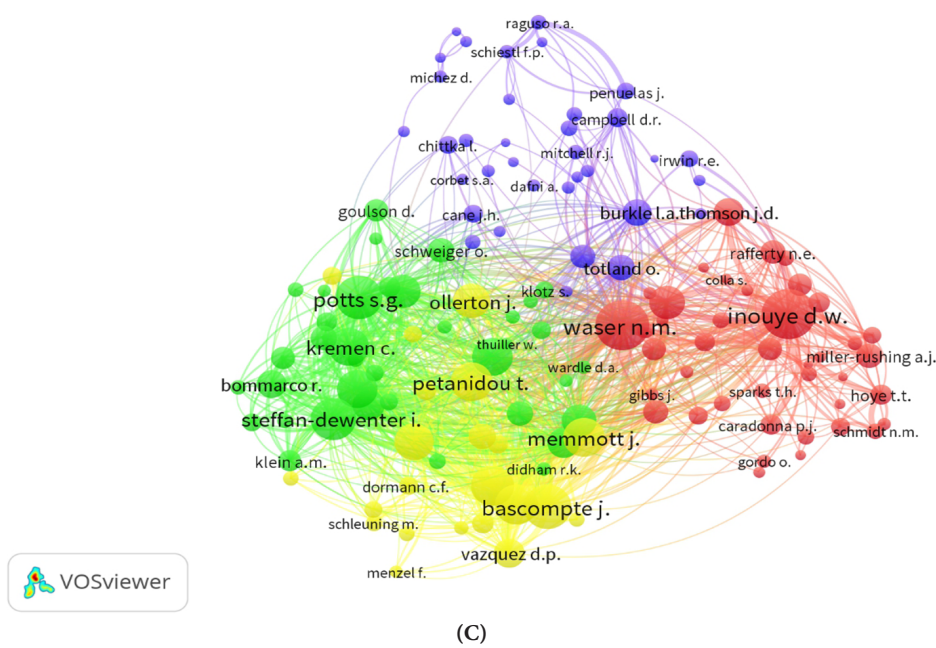 raguso r.a.
schiestl f.p.
michez d.
penuelas j.
campbell d.r.
chittka l.
mitchell r.j.
irwin r.e.
corbet s.a.
dafni a.
goulson d.
cane j.h.
burkle l.a.
thomson j.d.
schweiger o.
rafferty n.e.
totland o.
colla s.
klotz s.
potts s.g.
ollerton j.
waser n.m.
inouye d.w.
kremen c.
thuiller w.
miller-rushing a.j.
wardle d.a.
bommarco r.
petanidou t.
gibbs j.
sparks t.h.
hoye t.t.
steffan-dewenter i.
caradonna p.j.
schmidt n.m.
memmott j.
klein a.m.
didham r.k.
gordo o.
dormann c.f.
bascompte j.
schleuning m.
vazquez d.p.
menzel f.
VOSviewer
(C)